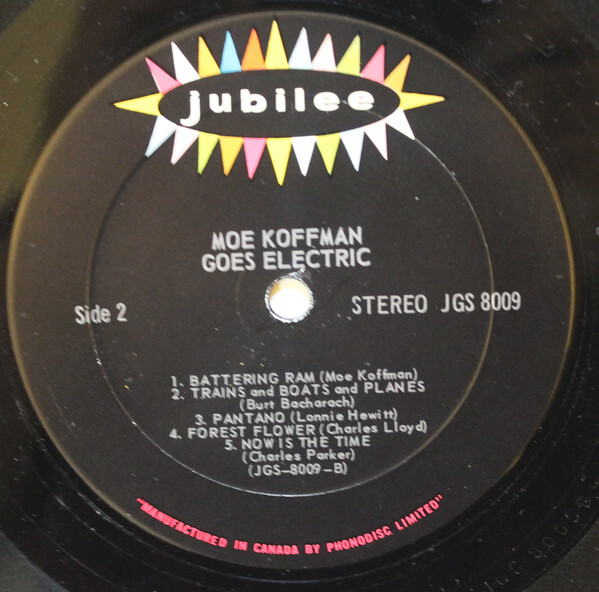 jubilee
MOE KOFFMAN
GOES ELECTRIC
Side 2
STEREO JGS 8009
1. BATTERING RAM (Moe Koffman)
2. TRAINS and BOATS and PLANES
(Burt Bacharach)
3. PANTANO (Lonnie Hewitt)
4. FOREST FLOWER (Charles Lloyd)
5. NOW IS THE TIME
(Charles Parker)
(JGS-8009-B)
"MANUFACTURED IN CANADA BY PHONODISC LIMITED"